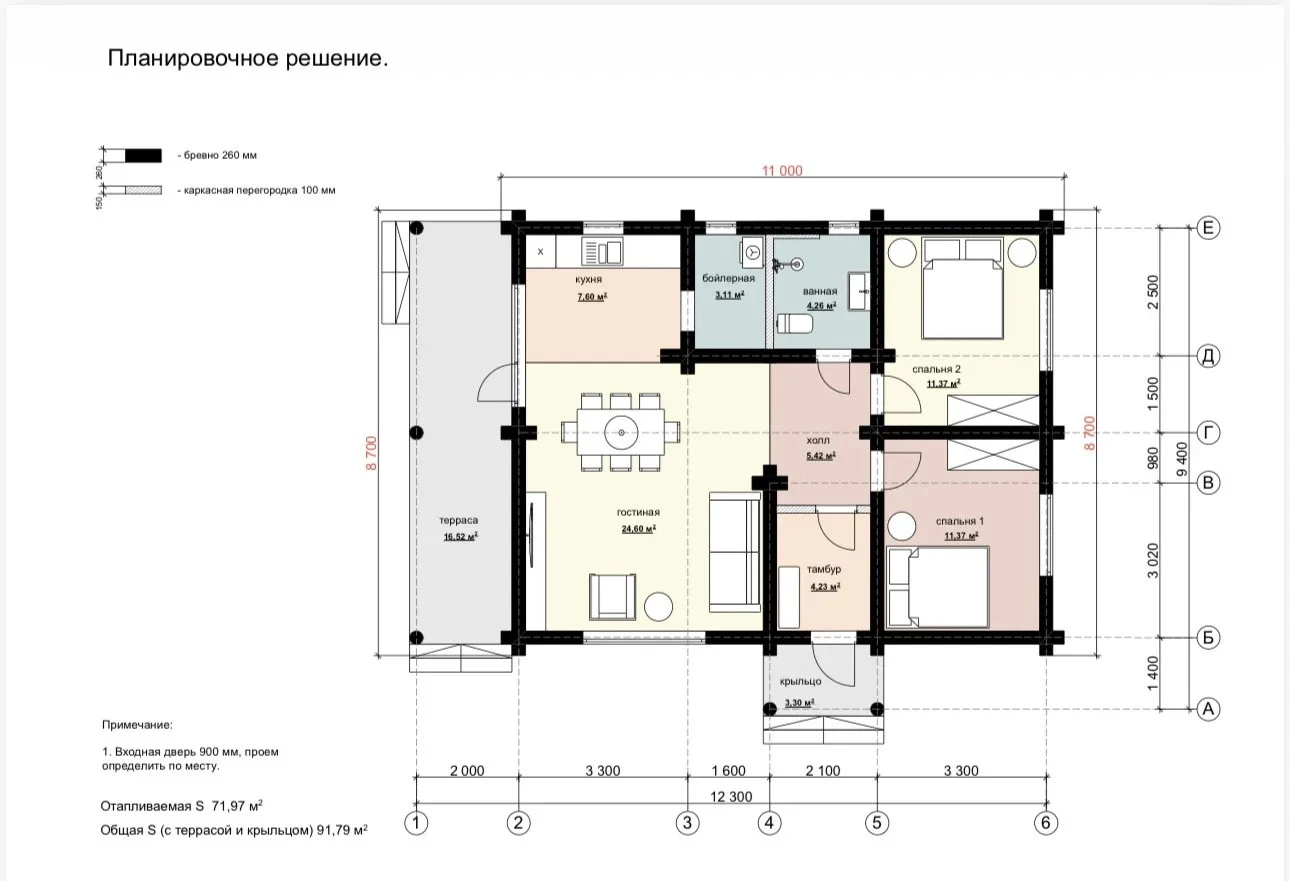 Планировочное решение.
260
- бревно 260 мм
150
- каркасная перегородка 100 мм
11 000
8 700
8 700
9 400
Е
2 500
Д
1 500
Г
980
В
3 020
Б
1 400
А
х
кухня
7,60 м²
бойлерная
3,11 м²
ванная
4,26 м²
спальня 2
11,37 м²
холл
5,42 м²
терраса
16,52 м²
гостиная
24,60 м²
спальня 1
11,37 м²
тамбур
4,23 м²
крыльцо
3,30 м²
Примечание:
1. Входная дверь 900 мм, проем
определить по месту.
Отапливаемая S 71,97 м²
Общая S (с террасой и крыльцом) 91,79 м²
2 000
3 300
1 600
2 100
3 300
12 300
1
2
3
4
5
6